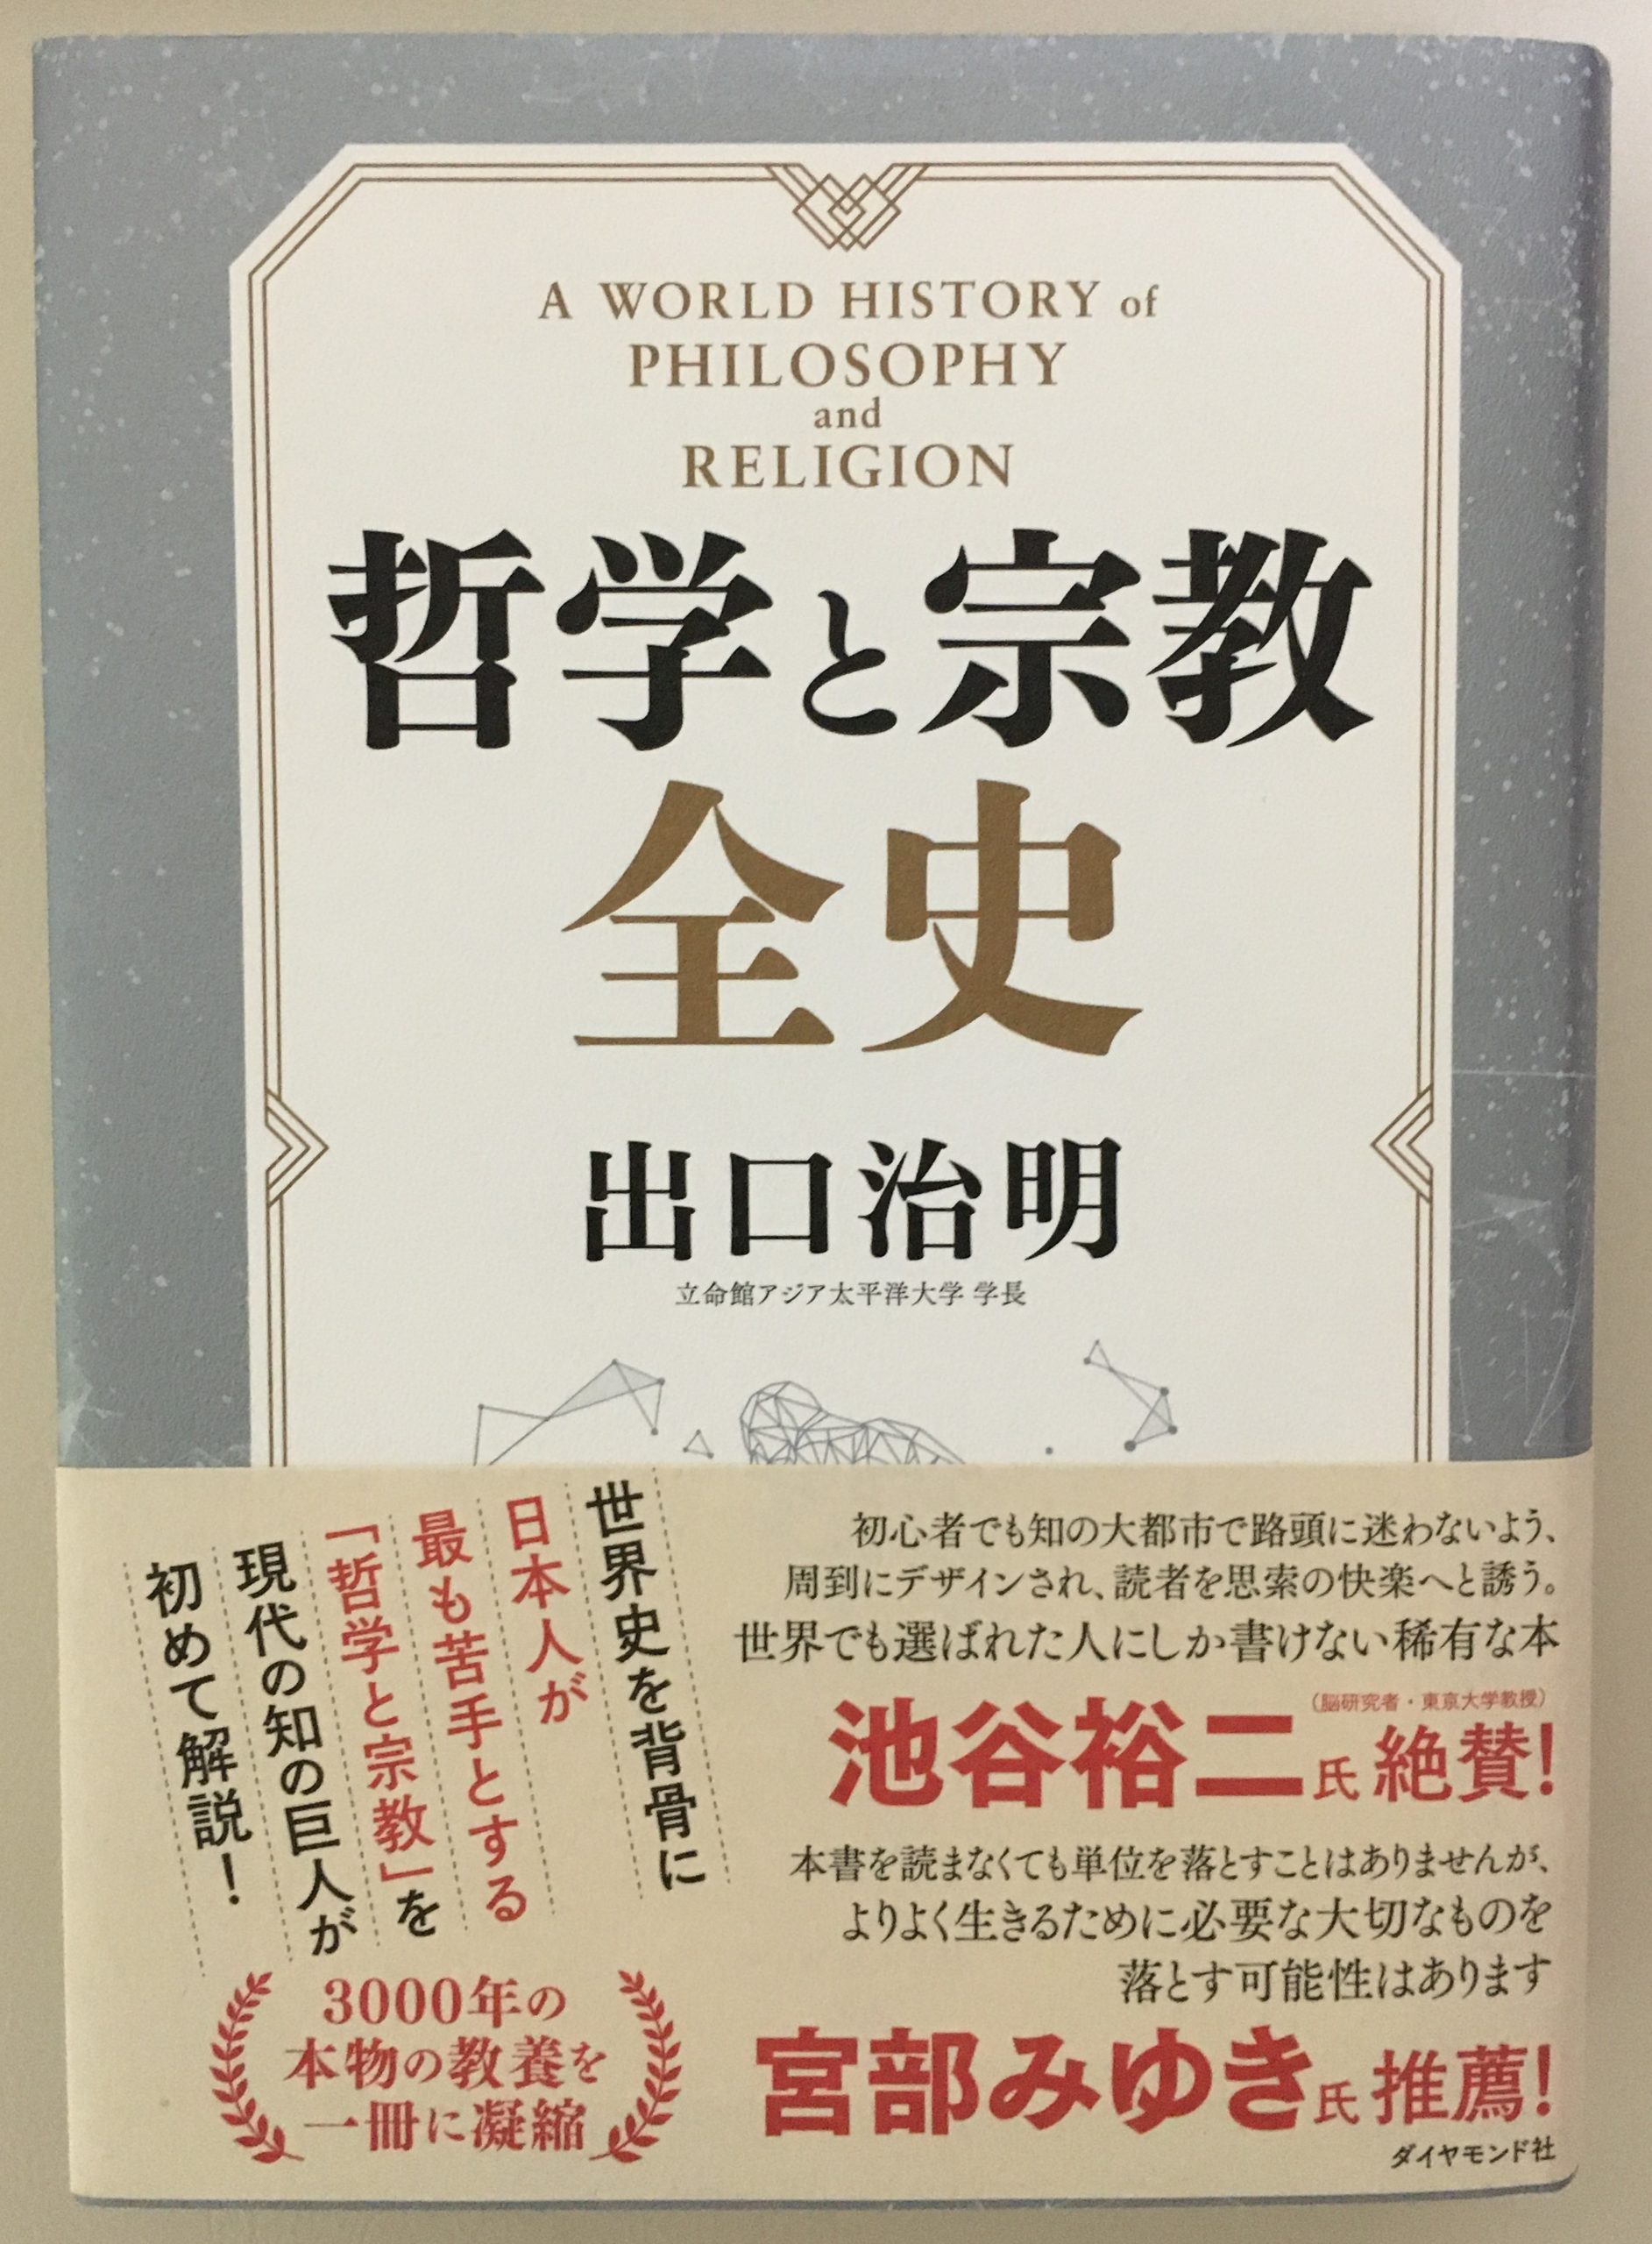 A WORLD HISTORY of
PHILOSOPHY
and
RELIGION
哲学と宗教
全史
出口治明
立命館アジア太平洋大学 学長
世界史を背骨に
日本人が
最も苦手とする
「哲学と宗教」を
現代の知の巨人が
初めて解説！
3000年の
本物の教養を
一冊に凝縮
初心者でも知の大都市で路頭に迷わないよう、
周到にデザインされ、読者を思索の快楽へと誘う。
世界でも選ばれた人にしか書けない稀有な本
（脳研究者・東京大学教授）
池谷裕二氏 絶賛！
本書を読まなくても単位を落とすことはありませんが、
よりよく生きるために必要な大切なものを
落とす可能性はあります
宮部みゆき氏 推薦！
ダイヤモンド社